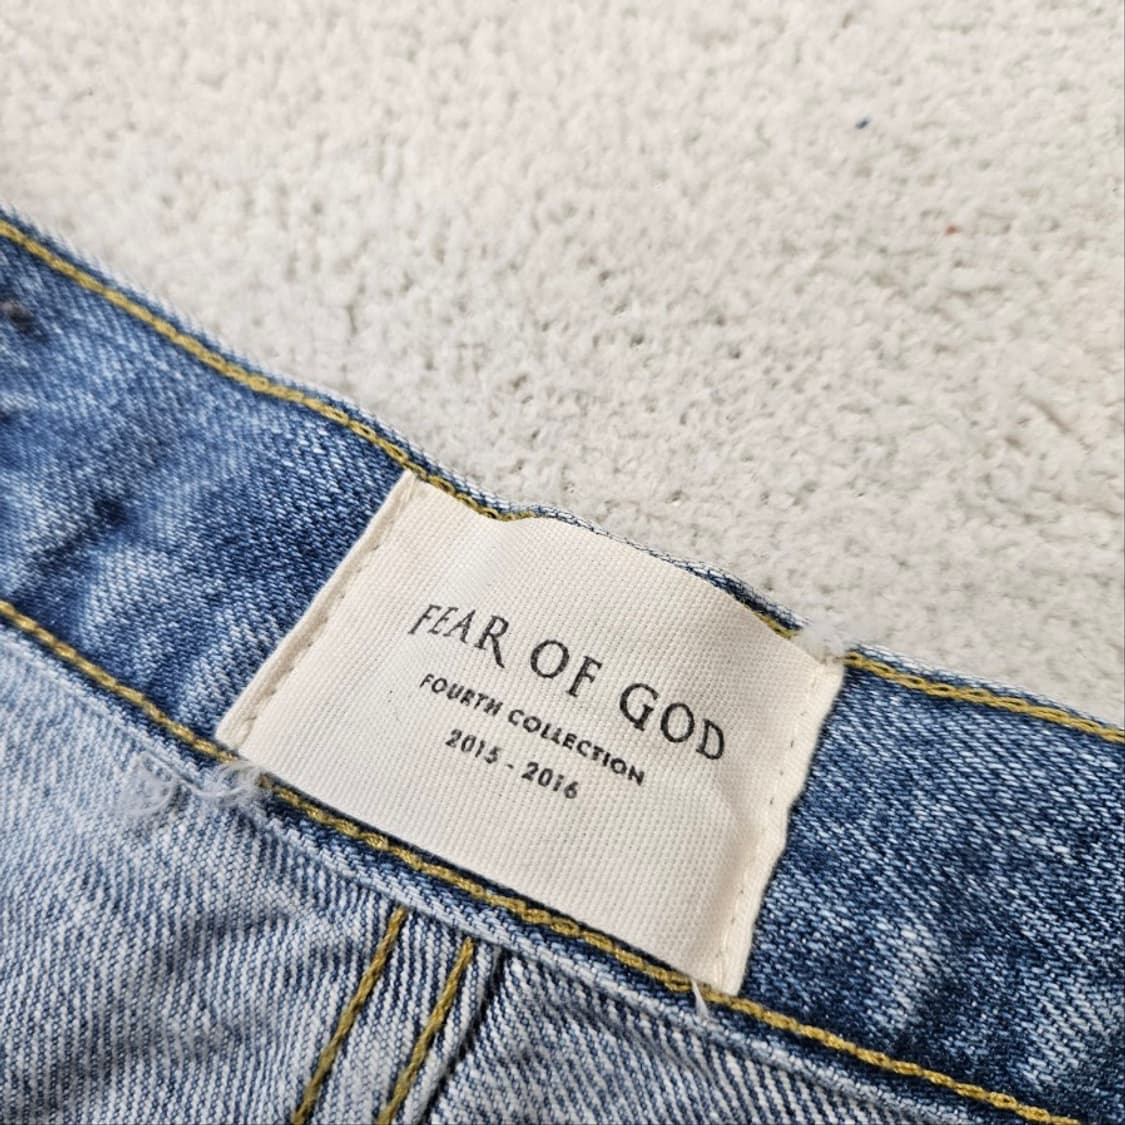 FEAR OF GOD
FOURTH COLLECTION
2015 - 2016